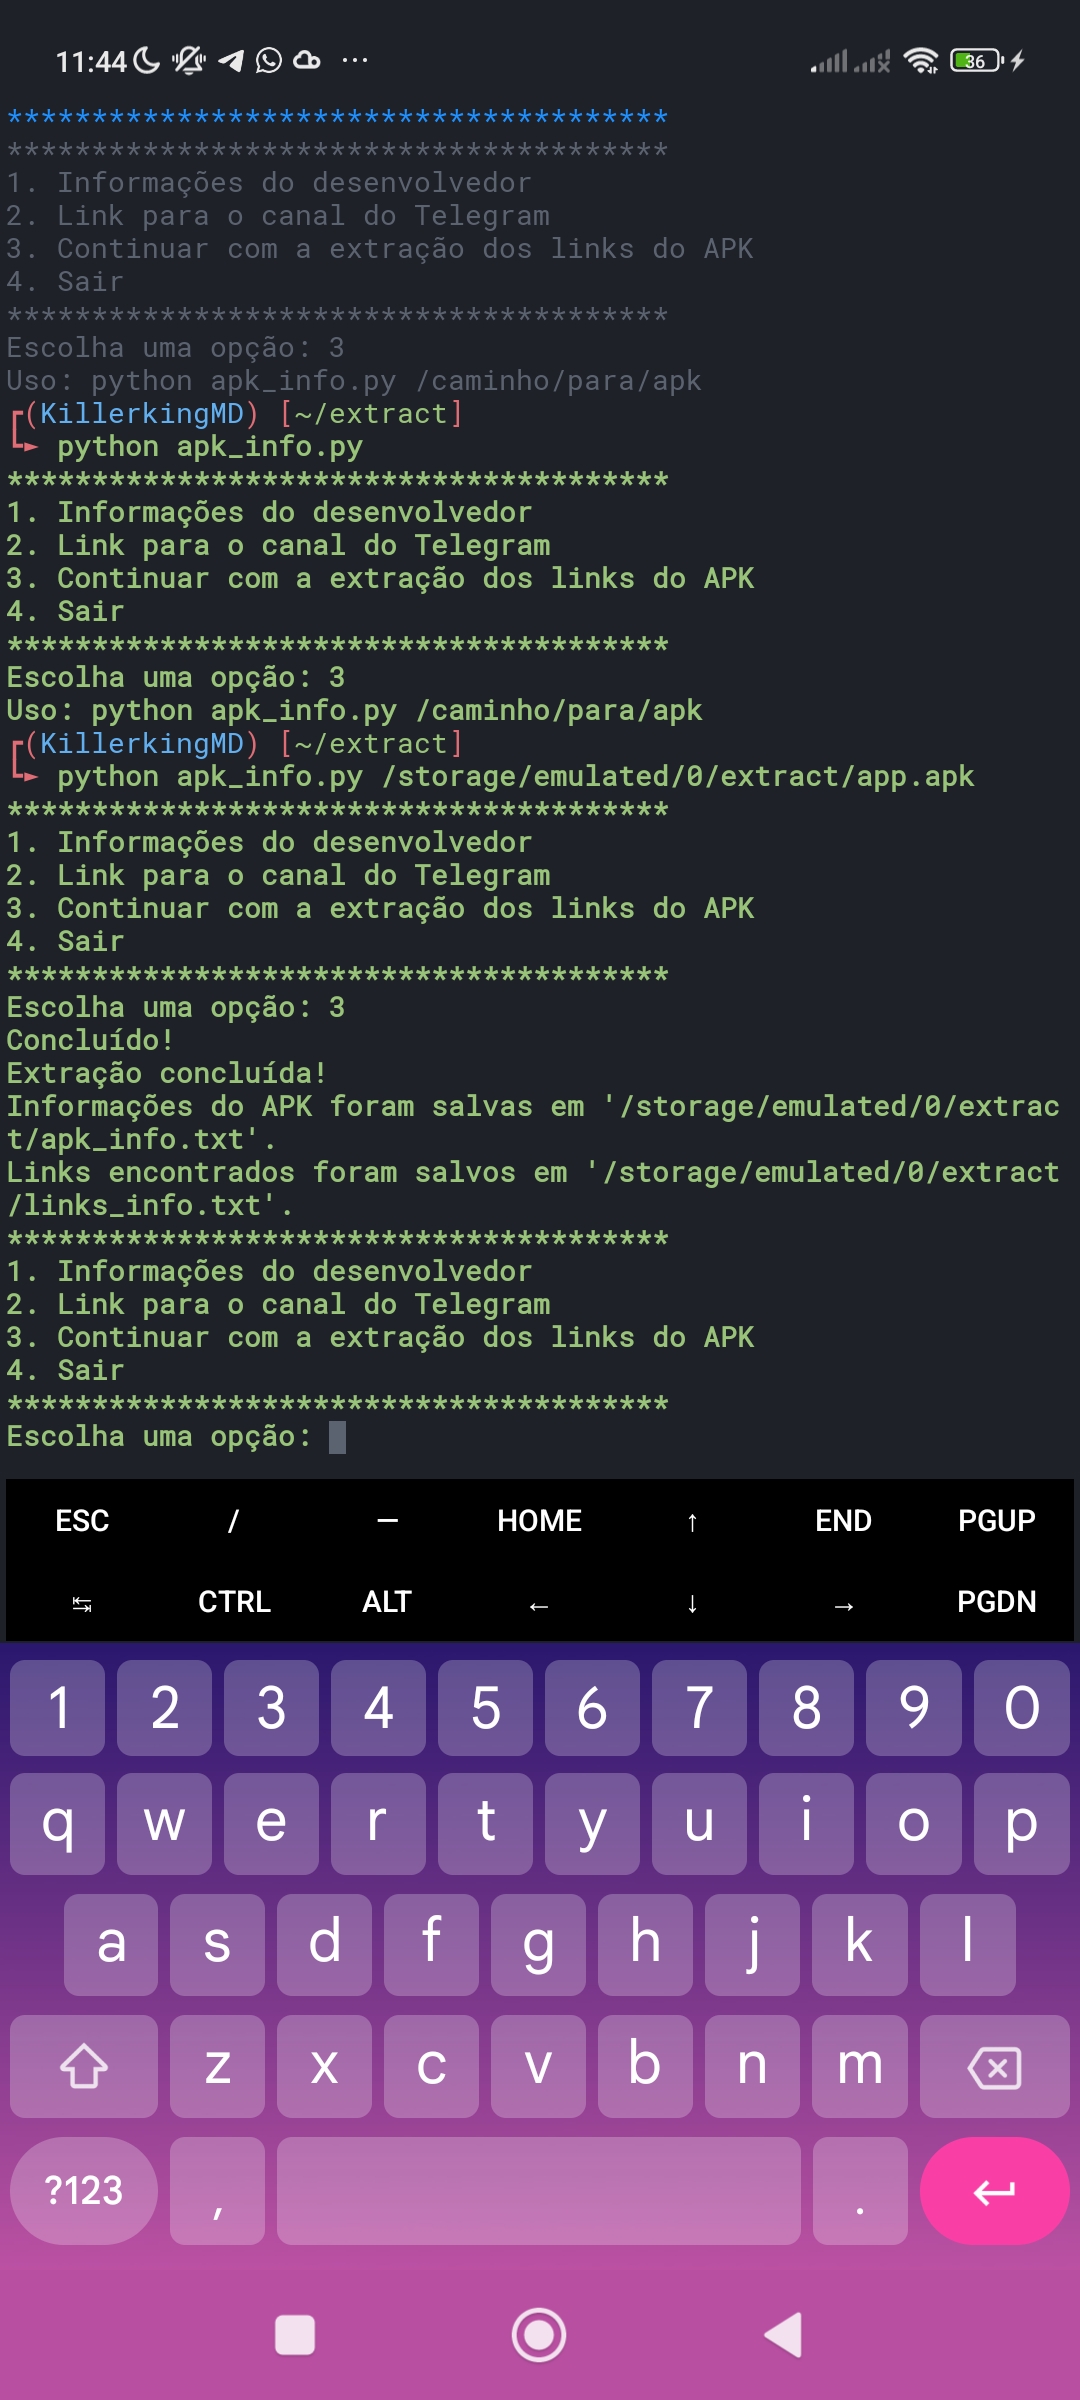 11:44 ... 36
***************************************
***************************************
1. Informações do desenvolvedor
2. Link para o canal do Telegram
3. Continuar com a extração dos links do APK
4. Sair
***************************************
Escolha uma opção: 3
Uso: python apk_info.py /caminho/para/apk
(KillerkingMD) [~/extract]
python apk_info.py
***************************************
1. Informações do desenvolvedor
2. Link para o canal do Telegram
3. Continuar com a extração dos links do APK
4. Sair
***************************************
Escolha uma opção: 3
Uso: python apk_info.py /caminho/para/apk
(KillerkingMD) [~/extract]
python apk_info.py /storage/emulated/0/extract/app.apk
***************************************
1. Informações do desenvolvedor
2. Link para o canal do Telegram
3. Continuar com a extração dos links do APK
4. Sair
***************************************
Escolha uma opção: 3
Concluído!
Extração concluída!
Informações do APK foram salvas em '/storage/emulated/0/extrac
t/apk_info.txt'.
Links encontrados foram salvos em '/storage/emulated/0/extract
/links_info.txt'.
***************************************
1. Informações do desenvolvedor
2. Link para o canal do Telegram
3. Continuar com a extração dos links do APK
4. Sair
***************************************
Escolha uma opção:
ESC / — HOME ↑ END PGUP
↹ CTRL ALT ← ↓ → PGDN
1 2 3 4 5 6 7 8 9 0
q w e r t y u i o p
a s d f g h j k l
z x c v b n m
?123 , .